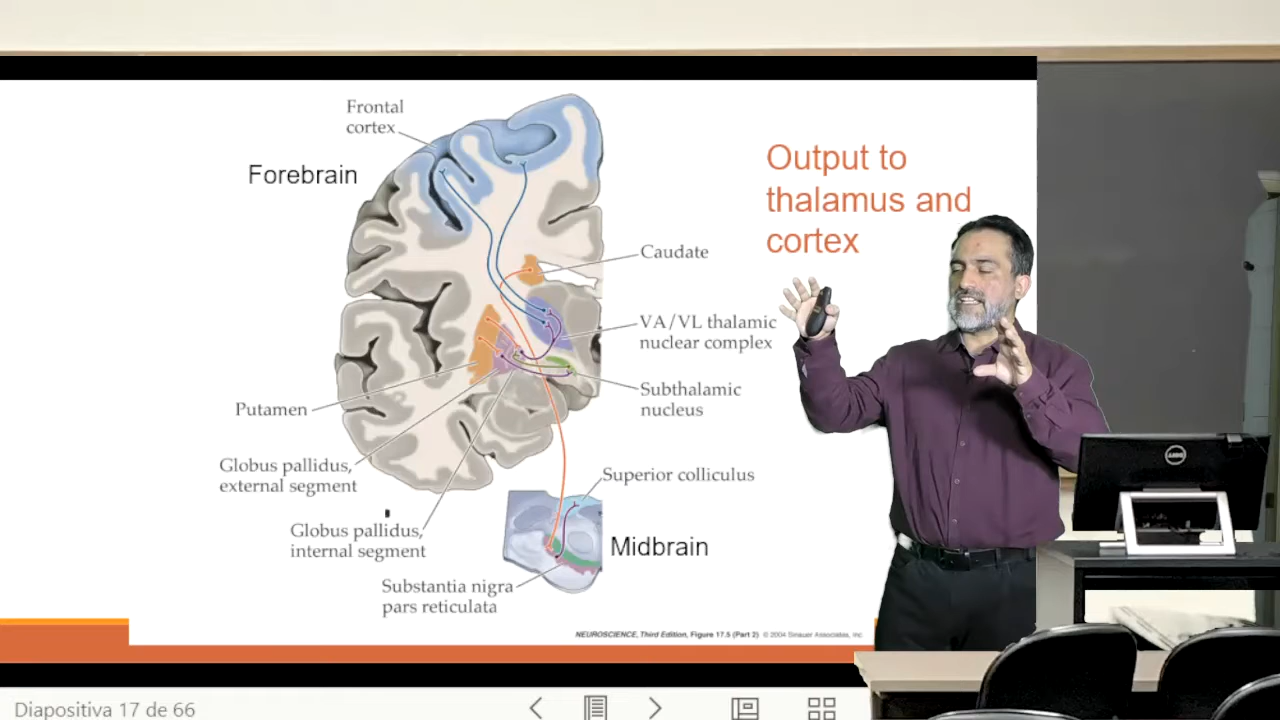 Frontal
cortex
Forebrain
Output to
thalamus and
cortex
Caudate
VA/VL thalamic
nuclear complex
Subthalamic
nucleus
Putamen
Globus pallidus,
external segment
Superior colliculus
Globus pallidus,
internal segment
Midbrain
Substantia nigra
pars reticulata
NEUROSCIENCE, Third Edition, Figure 17.5 (Part 2) © 2004 Sinauer Associates, Inc
DELL
Diapositiva 17 de 66